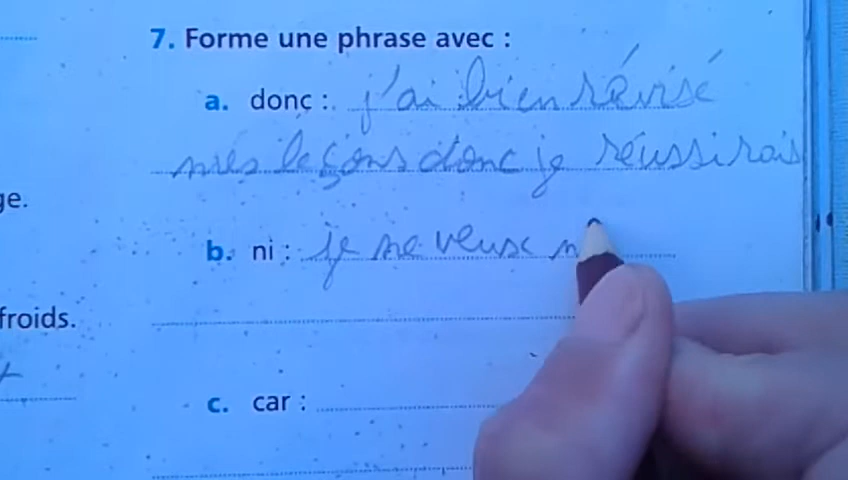 7. Forme une phrase avec :
a. donc : j'ai bien révisé
mes leçons donc je réussirais
ge.
b. ni : je ne veux
froids.
c. car :